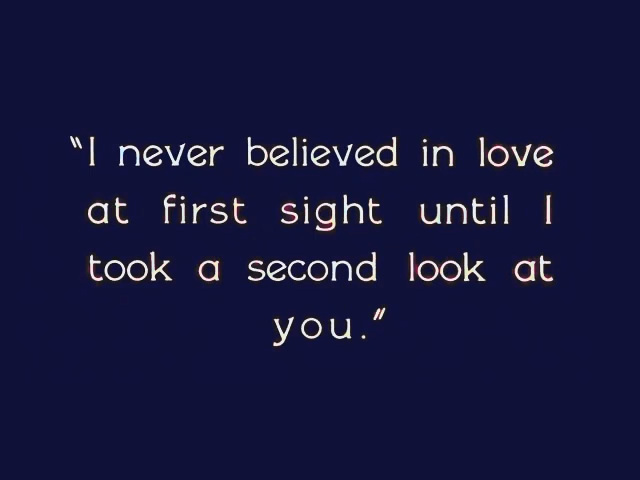 “I never believed in love
at first sight until I
took a second look at
you.”